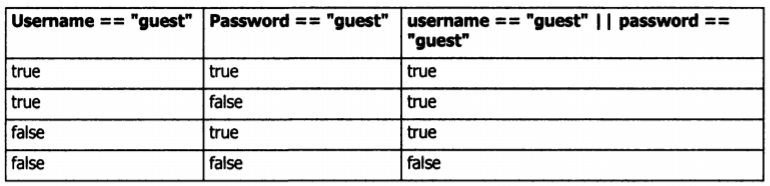 Username == "guest" Password == "guest" username == "guest" || password ==
"guest"
true true true
true false true
false true true
false false false